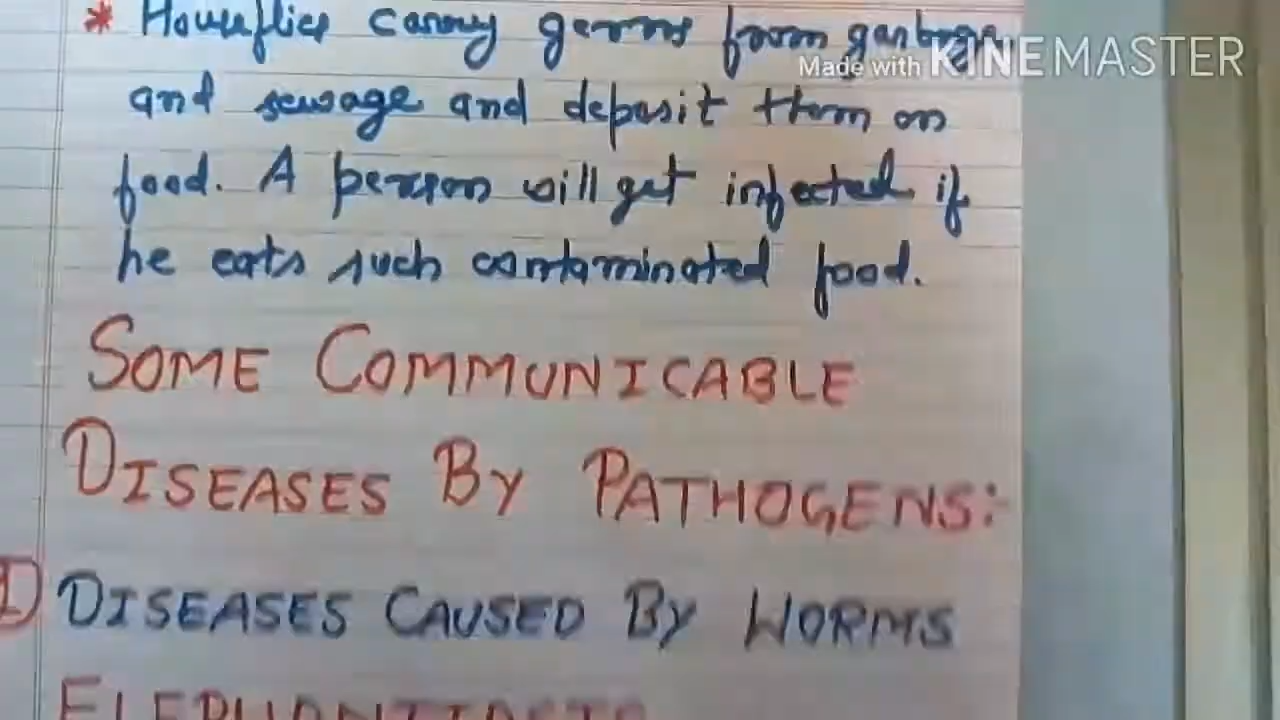 * Houseflies carry germs from garbage
Made with KINEMASTER
and sewage and deposit them on
food. A person will get infected if
he eats such contaminated food.
SOME COMMUNICABLE
DISEASES BY PATHOGENS:-
1) DISEASES CAUSED BY WORMS
ELEPHANTIASIS